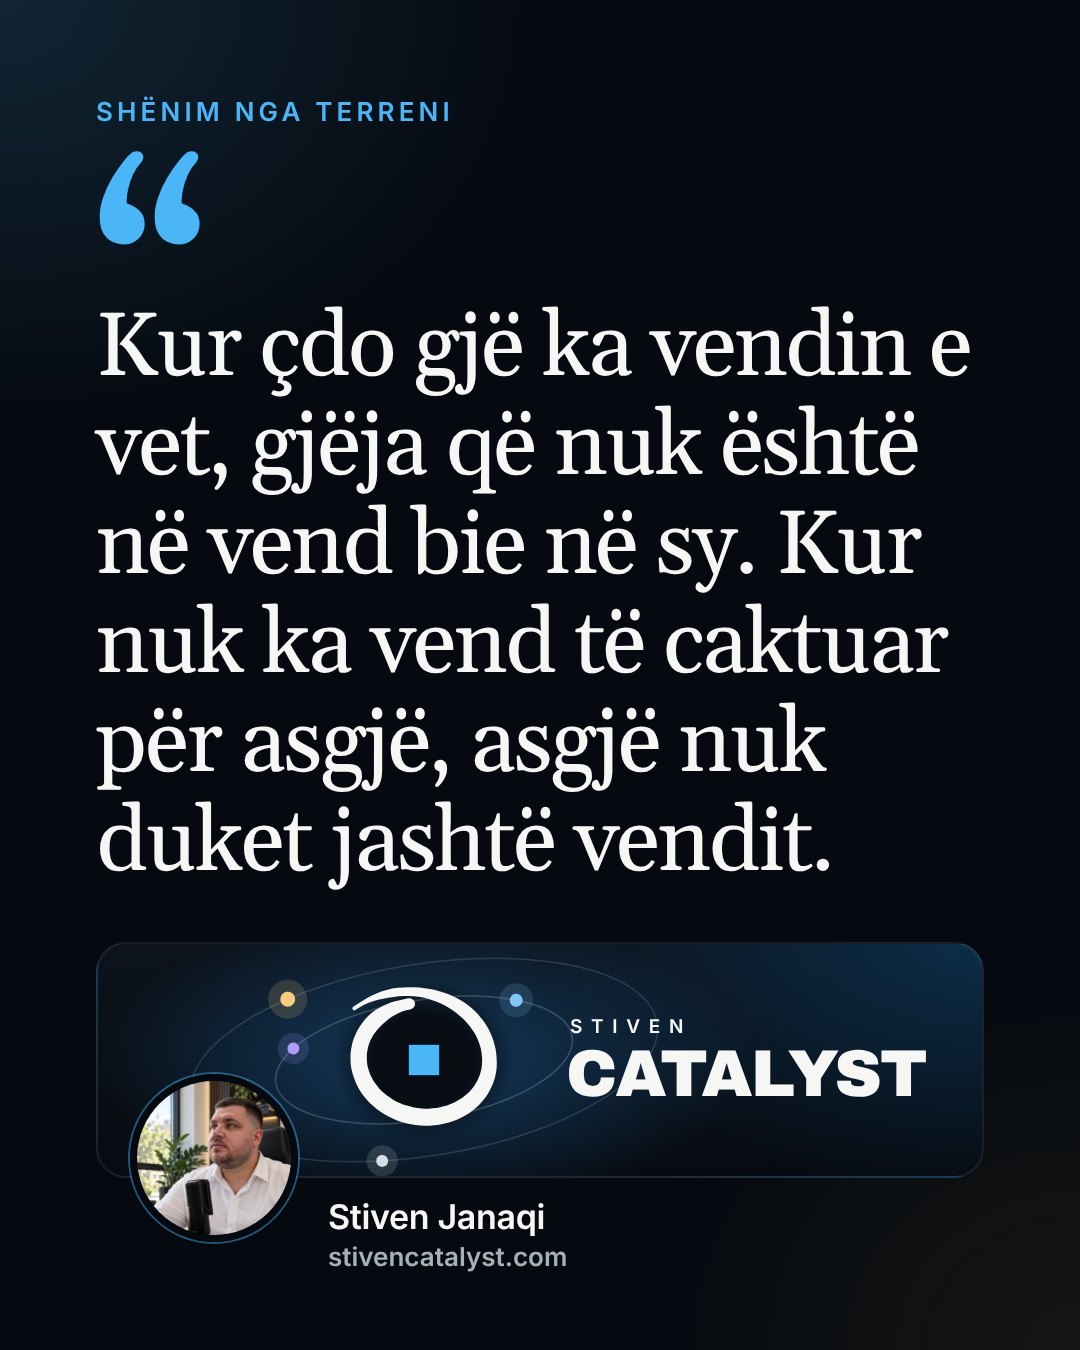 SHËNIM NGA TERRENI
“
Kur çdo gjë ka vendin e
vet, gjëja që nuk është
në vend bie në sy. Kur
nuk ka vend të caktuar
për asgjë, asgjë nuk
duket jashtë vendit.
STIVEN
CATALYST
Stiven Janaqi
stivencatalyst.com